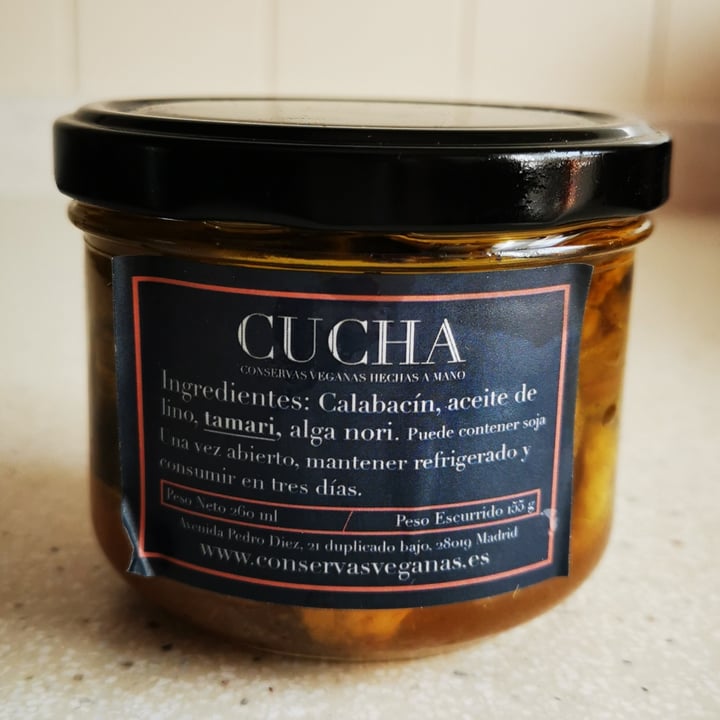 CUCHA
CONSERVAS VEGANAS HECHAS A MANO
Ingredientes: Calabacín, aceite de
lino, tamari, alga nori. Puede contener soja
Una vez abierto, mantener refrigerado y
consumir en tres días.
Peso Neto 260 ml / Peso Escurrido 155 g
Avenida Pedro Diez, 21 duplicado bajo, 28019 Madrid
www.conservasveganas.es